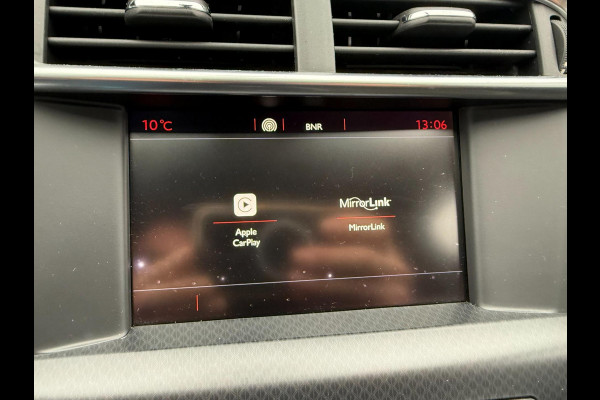 10°C
BNR
13:06
MirrorLink
Apple
CarPlay
MirrorLink